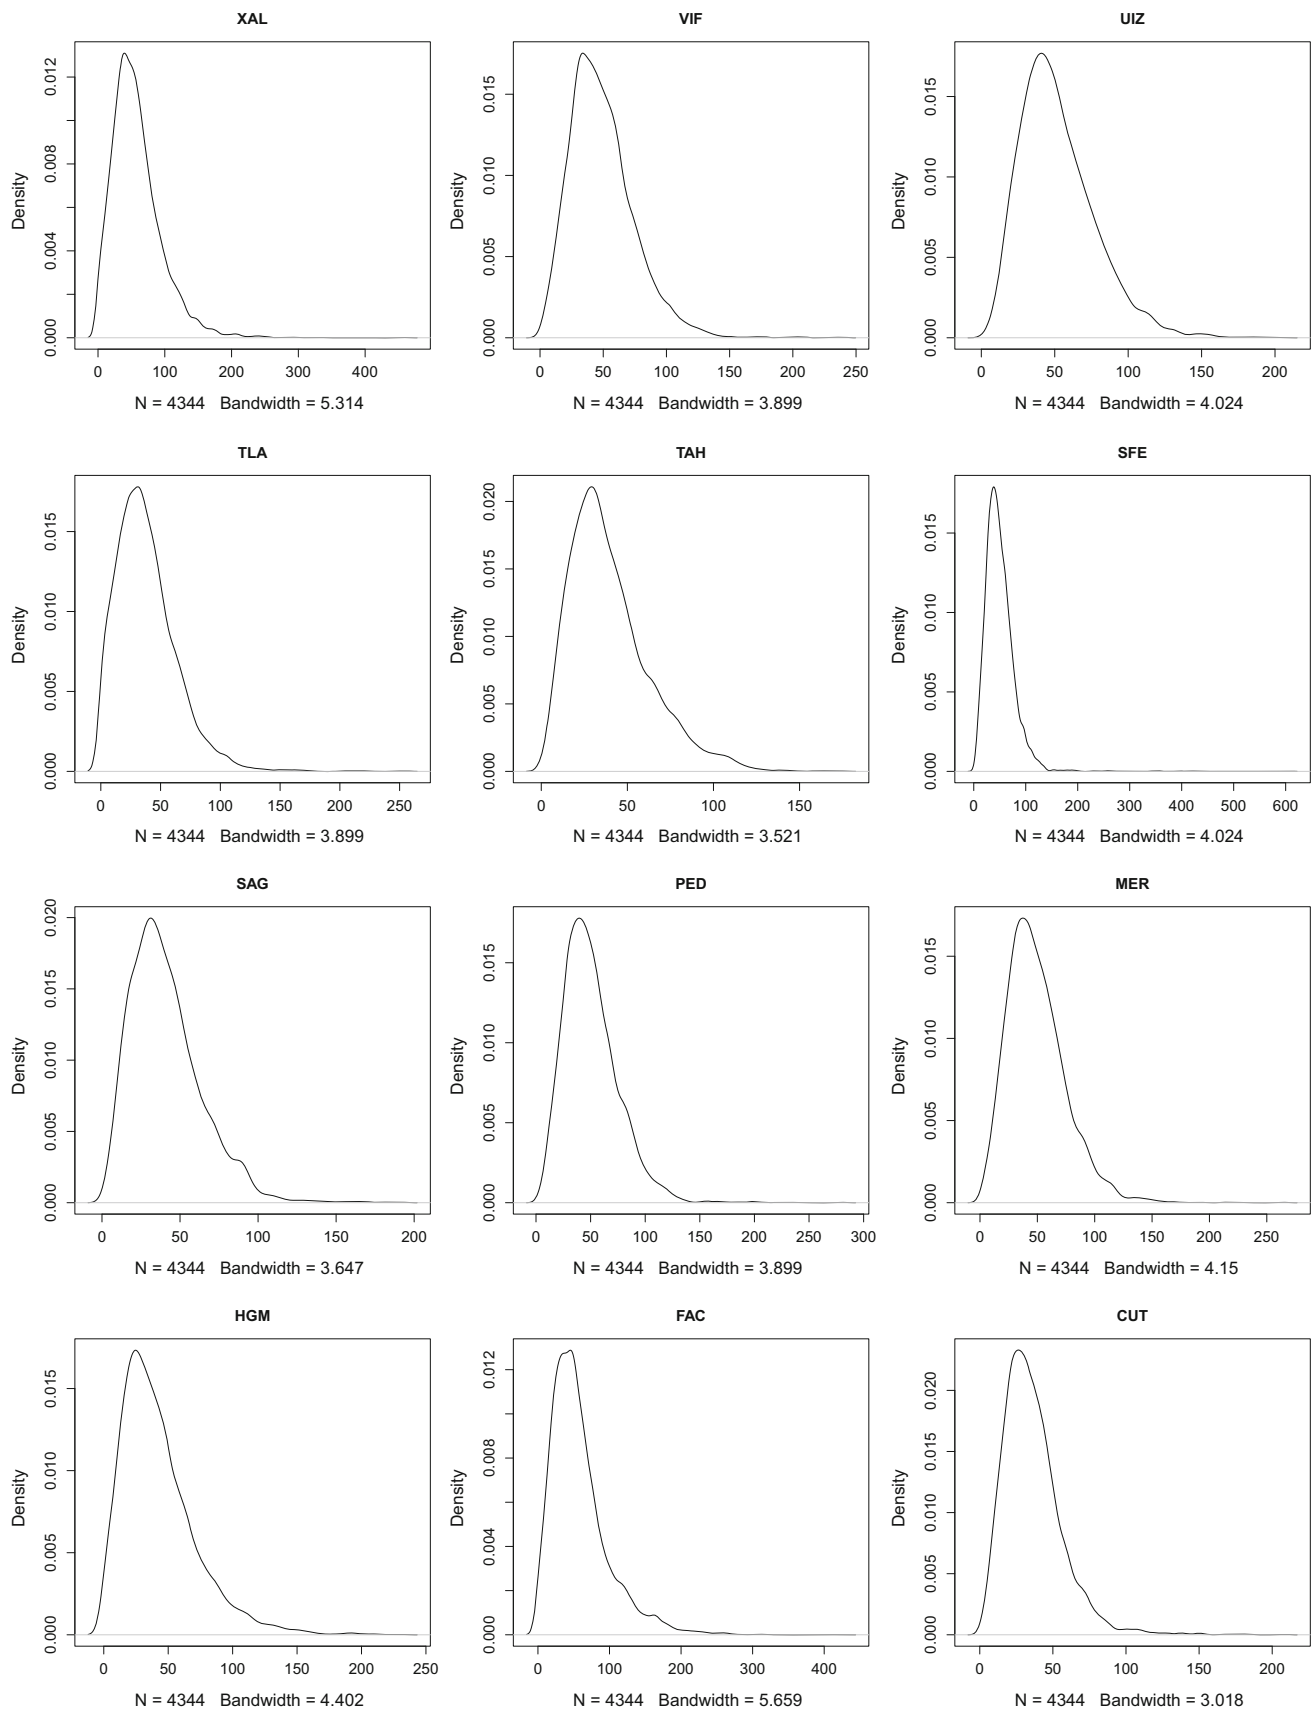 XAL
Density
0.000 0.004 0.008 0.012
0 100 200 300 400
N = 4344 Bandwidth = 5.314
VIF
Density
0.000 0.005 0.010 0.015
0 50 100 150 200 250
N = 4344 Bandwidth = 3.899
UIZ
Density
0.000 0.005 0.010 0.015
0 50 100 150 200
N = 4344 Bandwidth = 4.024
TLA
Density
0.000 0.005 0.010 0.015
0 50 100 150 200 250
N = 4344 Bandwidth = 3.899
TAH
Density
0.000 0.005 0.010 0.015 0.020
0 50 100 150
N = 4344 Bandwidth = 3.521
SFE
Density
0.000 0.005 0.010 0.015
0 100 200 300 400 500 600
N = 4344 Bandwidth = 4.024
SAG
Density
0.000 0.005 0.010 0.015 0.020
0 50 100 150 200
N = 4344 Bandwidth = 3.647
PED
Density
0.000 0.005 0.010 0.015
0 50 100 150 200 250 300
N = 4344 Bandwidth = 3.899
MER
Density
0.000 0.005 0.010 0.015
0 50 100 150 200 250
N = 4344 Bandwidth = 4.15
HGM
Density
0.000 0.005 0.010 0.015
0 50 100 150 200 250
N = 4344 Bandwidth = 4.402
FAC
Density
0.000 0.004 0.008 0.012
0 100 200 300 400
N = 4344 Bandwidth = 5.659
CUT
Density
0.000 0.005 0.010 0.015 0.020
0 50 100 150 200
N = 4344 Bandwidth = 3.018